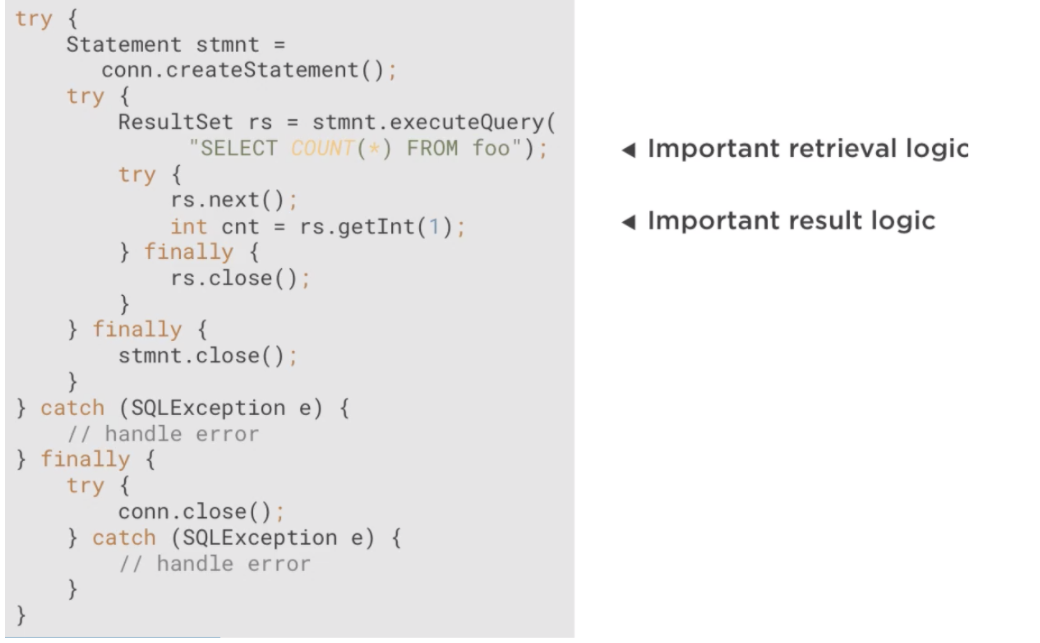 try {
    Statement stmnt =
       conn.createStatement();
    try {
        ResultSet rs = stmnt.executeQuery(
              "SELECT COUNT(*) FROM foo");
        try {
            rs.next();
            int cnt = rs.getInt(1);
        } finally {
            rs.close();
        }
    } finally {
        stmnt.close();
    }
} catch (SQLException e) {
    // handle error
} finally {
    try {
        conn.close();
    } catch (SQLException e) {
        // handle error
    }
}
◀ Important retrieval logic
◀ Important result logic